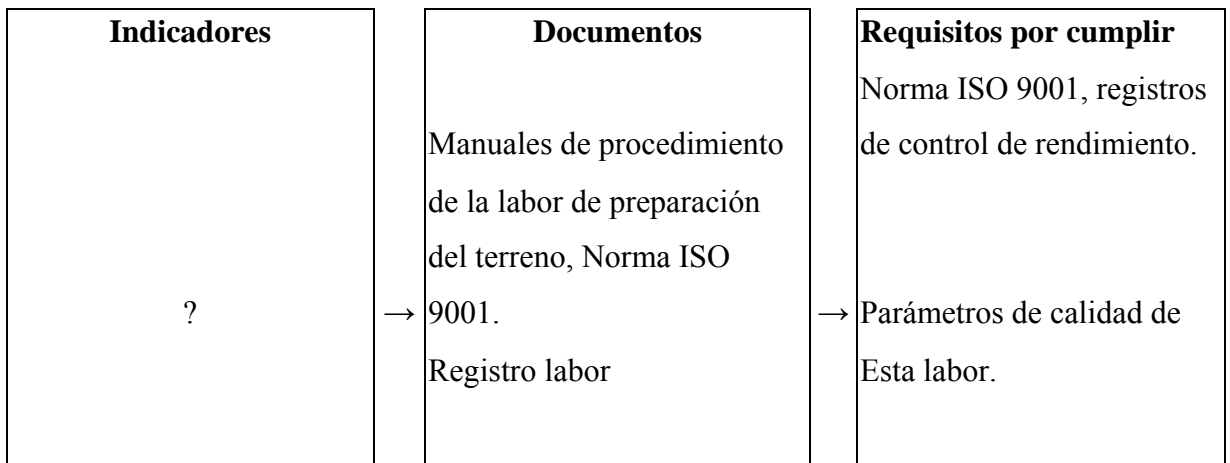 Indicadores
?
→
Documentos
Manuales de procedimiento
de la labor de preparación
del terreno, Norma ISO
9001.
Registro labor
→
Requisitos por cumplir
Norma ISO 9001, registros
de control de rendimiento.
Parámetros de calidad de
Esta labor.